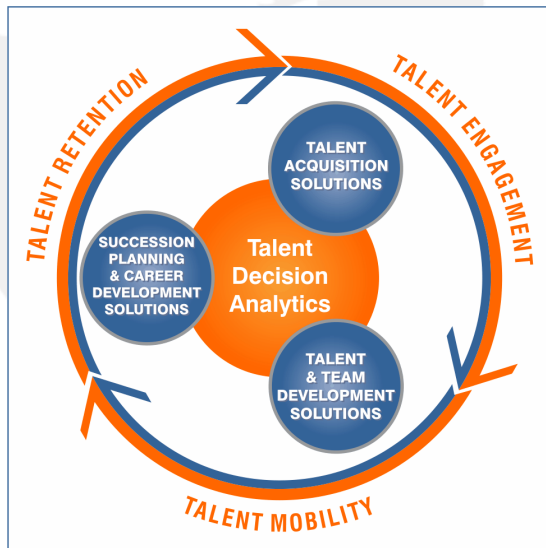 TALENT RETENTION
TALENT ENGAGEMENT
TALENT
ACQUISITION
SOLUTIONS
SUCCESSION
PLANNING
& CAREER
DEVELOPMENT
SOLUTIONS
Talent
Decision
Analytics
TALENT
& TEAM
DEVELOPMENT
SOLUTIONS
TALENT MOBILITY